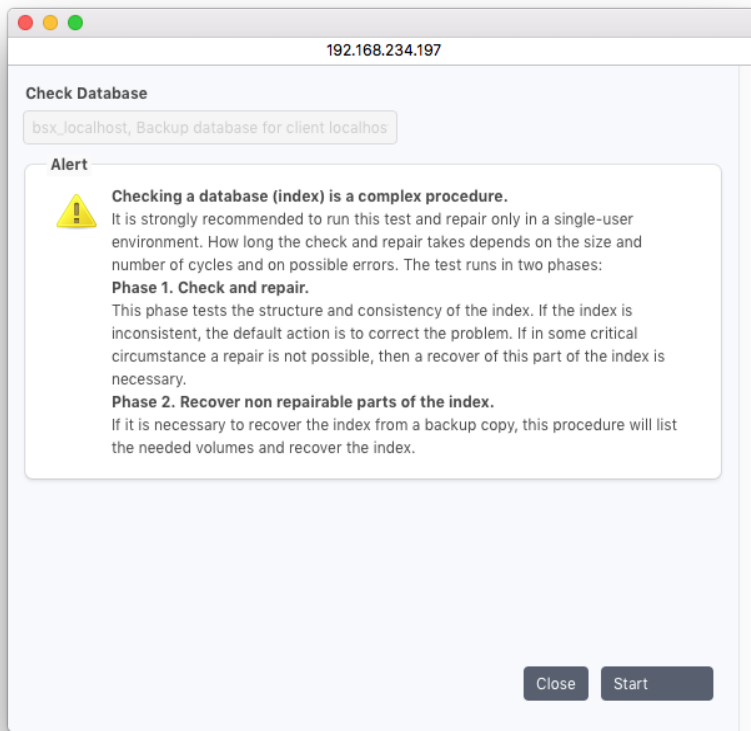 192.168.234.197
Check Database
bsx_localhost, Backup database for client localhos
Alert
Checking a database (index) is a complex procedure.
It is strongly recommended to run this test and repair only in a single-user
environment. How long the check and repair takes depends on the size and
number of cycles and on possible errors. The test runs in two phases:
Phase 1. Check and repair.
This phase tests the structure and consistency of the index. If the index is
inconsistent, the default action is to correct the problem. If in some critical
circumstance a repair is not possible, then a recover of this part of the index is
necessary.
Phase 2. Recover non repairable parts of the index.
If it is necessary to recover the index from a backup copy, this procedure will list
the needed volumes and recover the index.
Close Start